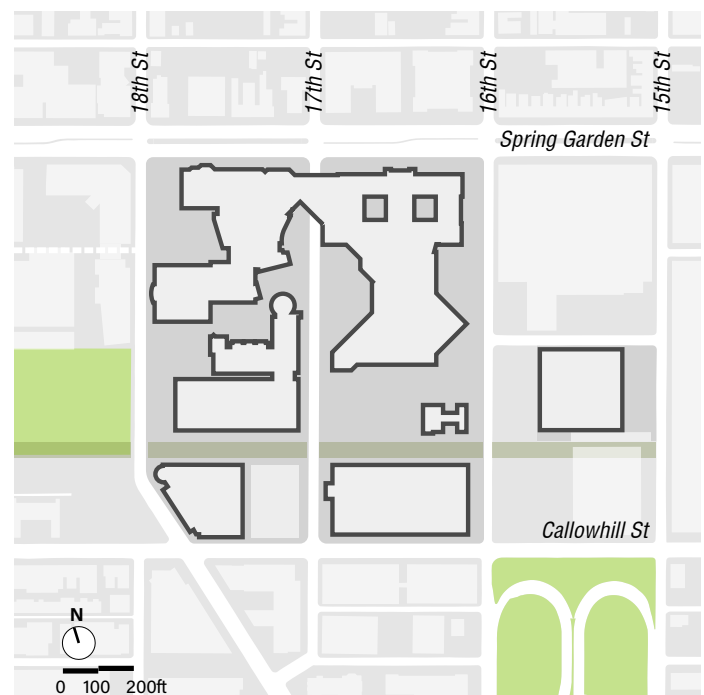 18th St
17th St
16th St
15th St
Spring Garden St
Callowhill St
N
0 100 200ft